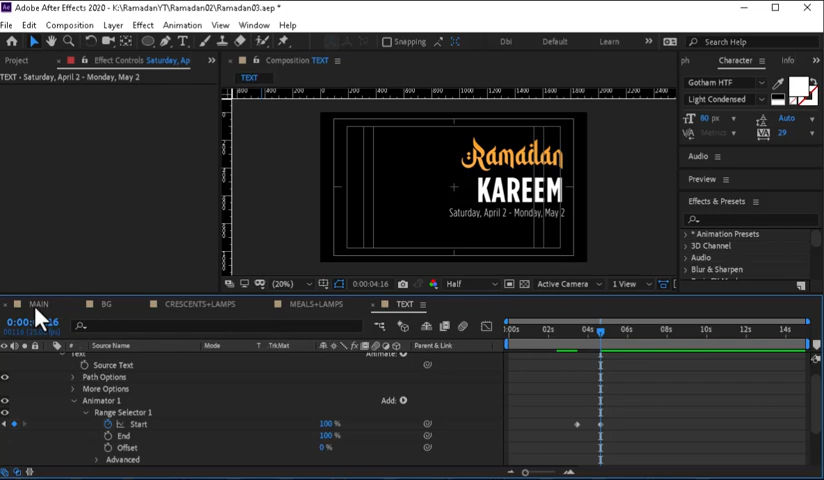 Adobe After Effects 2020 - K:\RamadanYT\Ramadan02\Ramadan03.aep *
File Edit Composition Layer Effect Animation View Window Help
Snapping Dbi Default Learn Search Help
Project Effect Controls Saturday, Ap Composition TEXT Character Info
TEXT - Saturday, April 2 - Monday, May 2
TEXT
Gotham HTF
Light Condensed
80 px Auto
Metrics 29
Audio
Preview
Effects & Presets
* Animation Presets
3D Channel
Audio
Blur & Sharpen
Ramadan
KAREEM
Saturday, April 2 - Monday, May 2
(20%) 0:00:04:16 Half Active Camera 1 View
MAIN BG CRESCENTS+LAMPS MEALS+LAMPS TEXT
# Source Name Mode T TrkMat Parent & Link
02s 04s 06s 08s 10s 12s 14s
Text Animate:
Source Text
Path Options
More Options
Animator 1 Add:
Range Selector 1
Start 100 %
End 100 %
Offset 0 %
Advanced